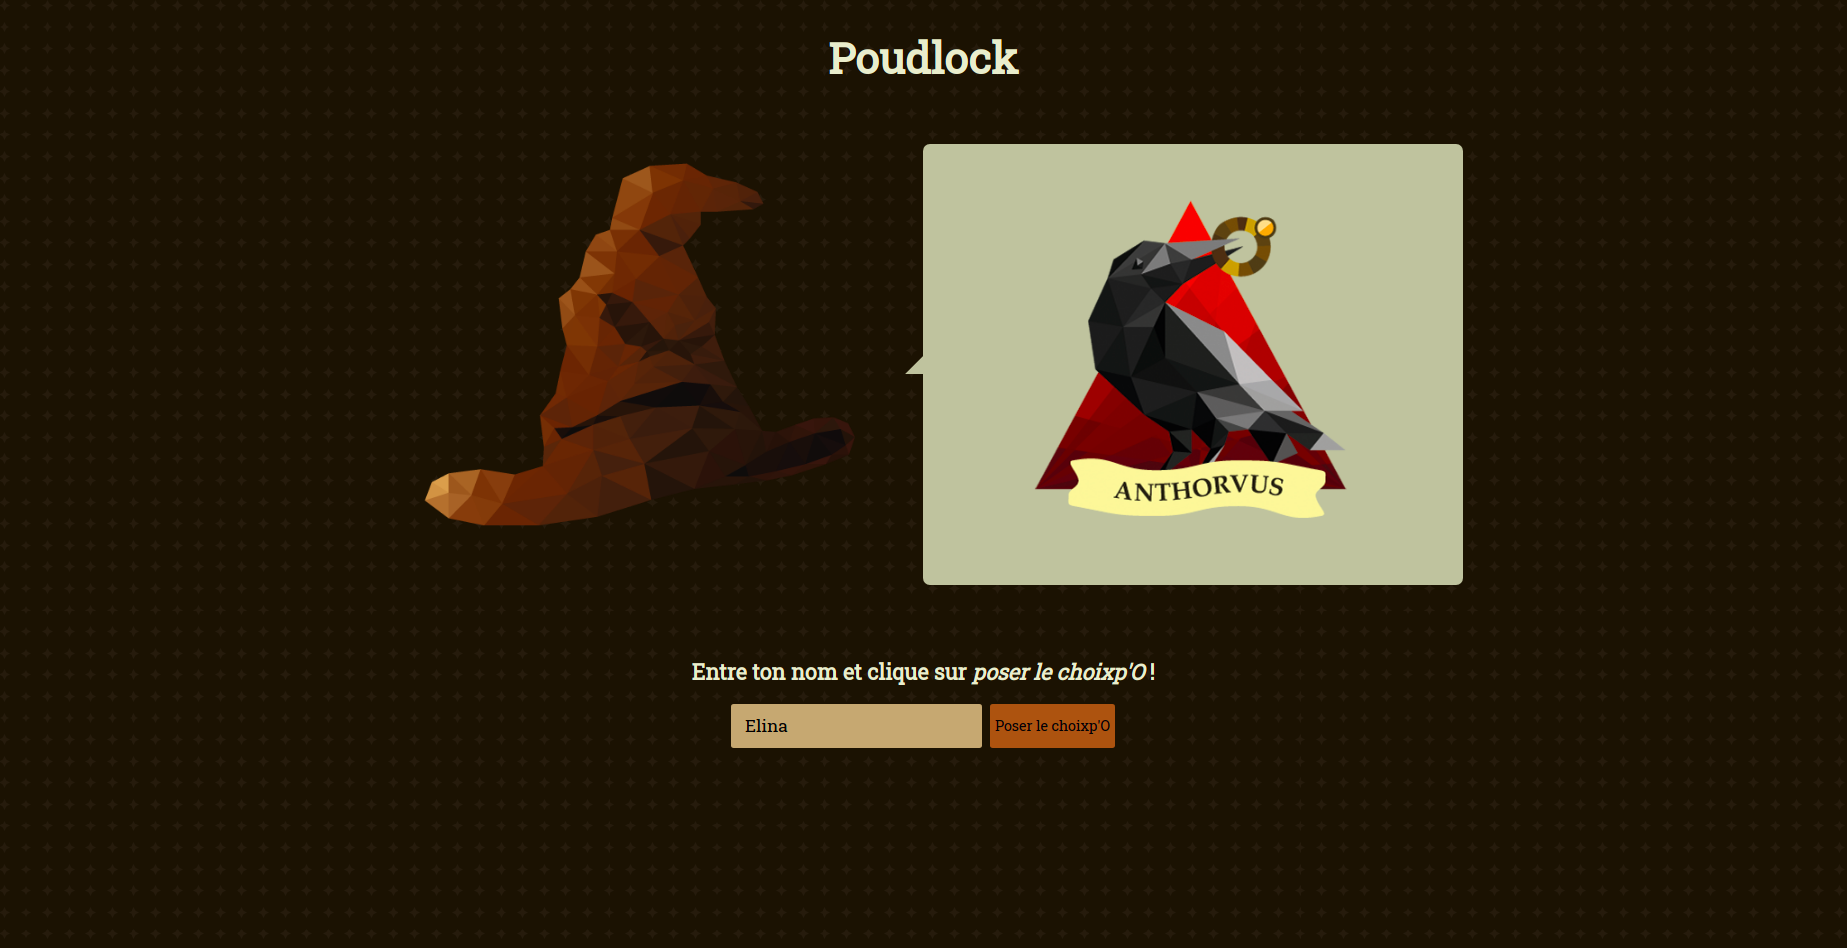 Poudlock
ANTHORVUS
Entre ton nom et clique sur poser le choixp'O !
Elina
Poser le choixp'O